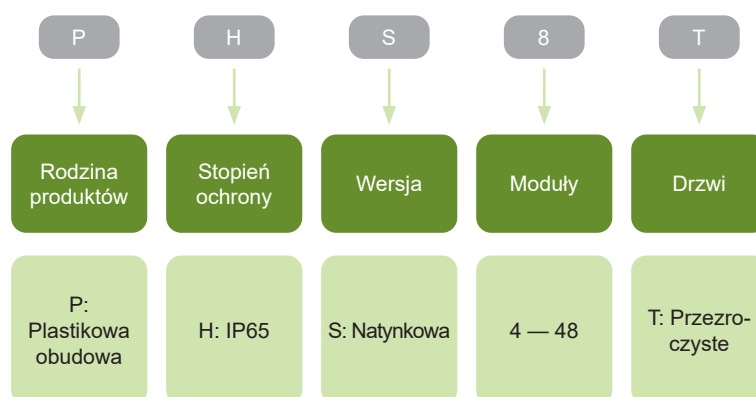 P H S 8 T
Rodzina
produktów
Stopień
ochrony
Wersja
Moduły
Drzwi
P:
Plastikowa
obudowa
H: IP65
S: Natynkowa
4 — 48
T: Przezro-
czyste